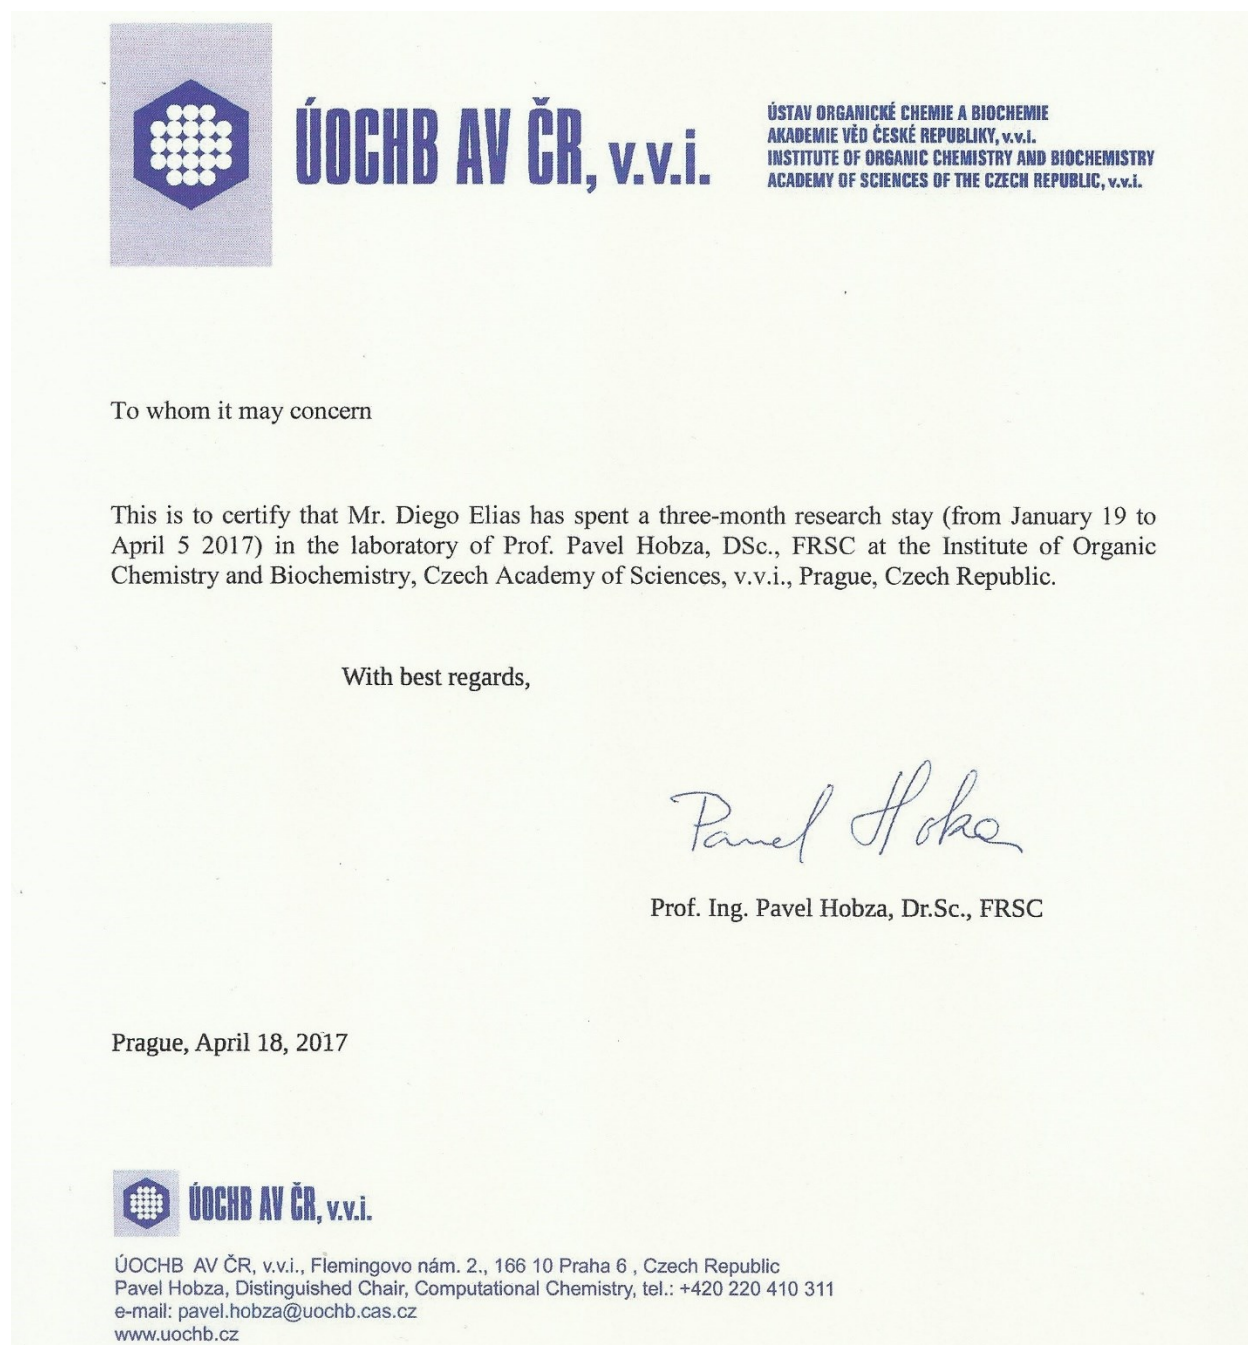 ÚOCHB AV ČR, v.v.i.
ÚSTAV ORGANICKÉ CHEMIE A BIOCHEMIE
AKADEMIE VĚD ČESKÉ REPUBLIKY, v.v.i.
INSTITUTE OF ORGANIC CHEMISTRY AND BIOCHEMISTRY
ACADEMY OF SCIENCES OF THE CZECH REPUBLIC, v.v.i.
To whom it may concern
This is to certify that Mr. Diego Elias has spent a three-month research stay (from January 19 to
April 5 2017) in the laboratory of Prof. Pavel Hobza, DSc., FRSC at the Institute of Organic
Chemistry and Biochemistry, Czech Academy of Sciences, v.v.i., Prague, Czech Republic.
With best regards,
Pavel Hobza
Prof. Ing. Pavel Hobza, Dr.Sc., FRSC
Prague, April 18, 2017
ÚOCHB AV ČR, v.v.i.
ÚOCHB AV ČR, v.v.i., Flemingovo nám. 2., 166 10 Praha 6 , Czech Republic
Pavel Hobza, Distinguished Chair, Computational Chemistry, tel.: +420 220 410 311
e-mail: pavel.hobza@uochb.cas.cz
www.uochb.cz